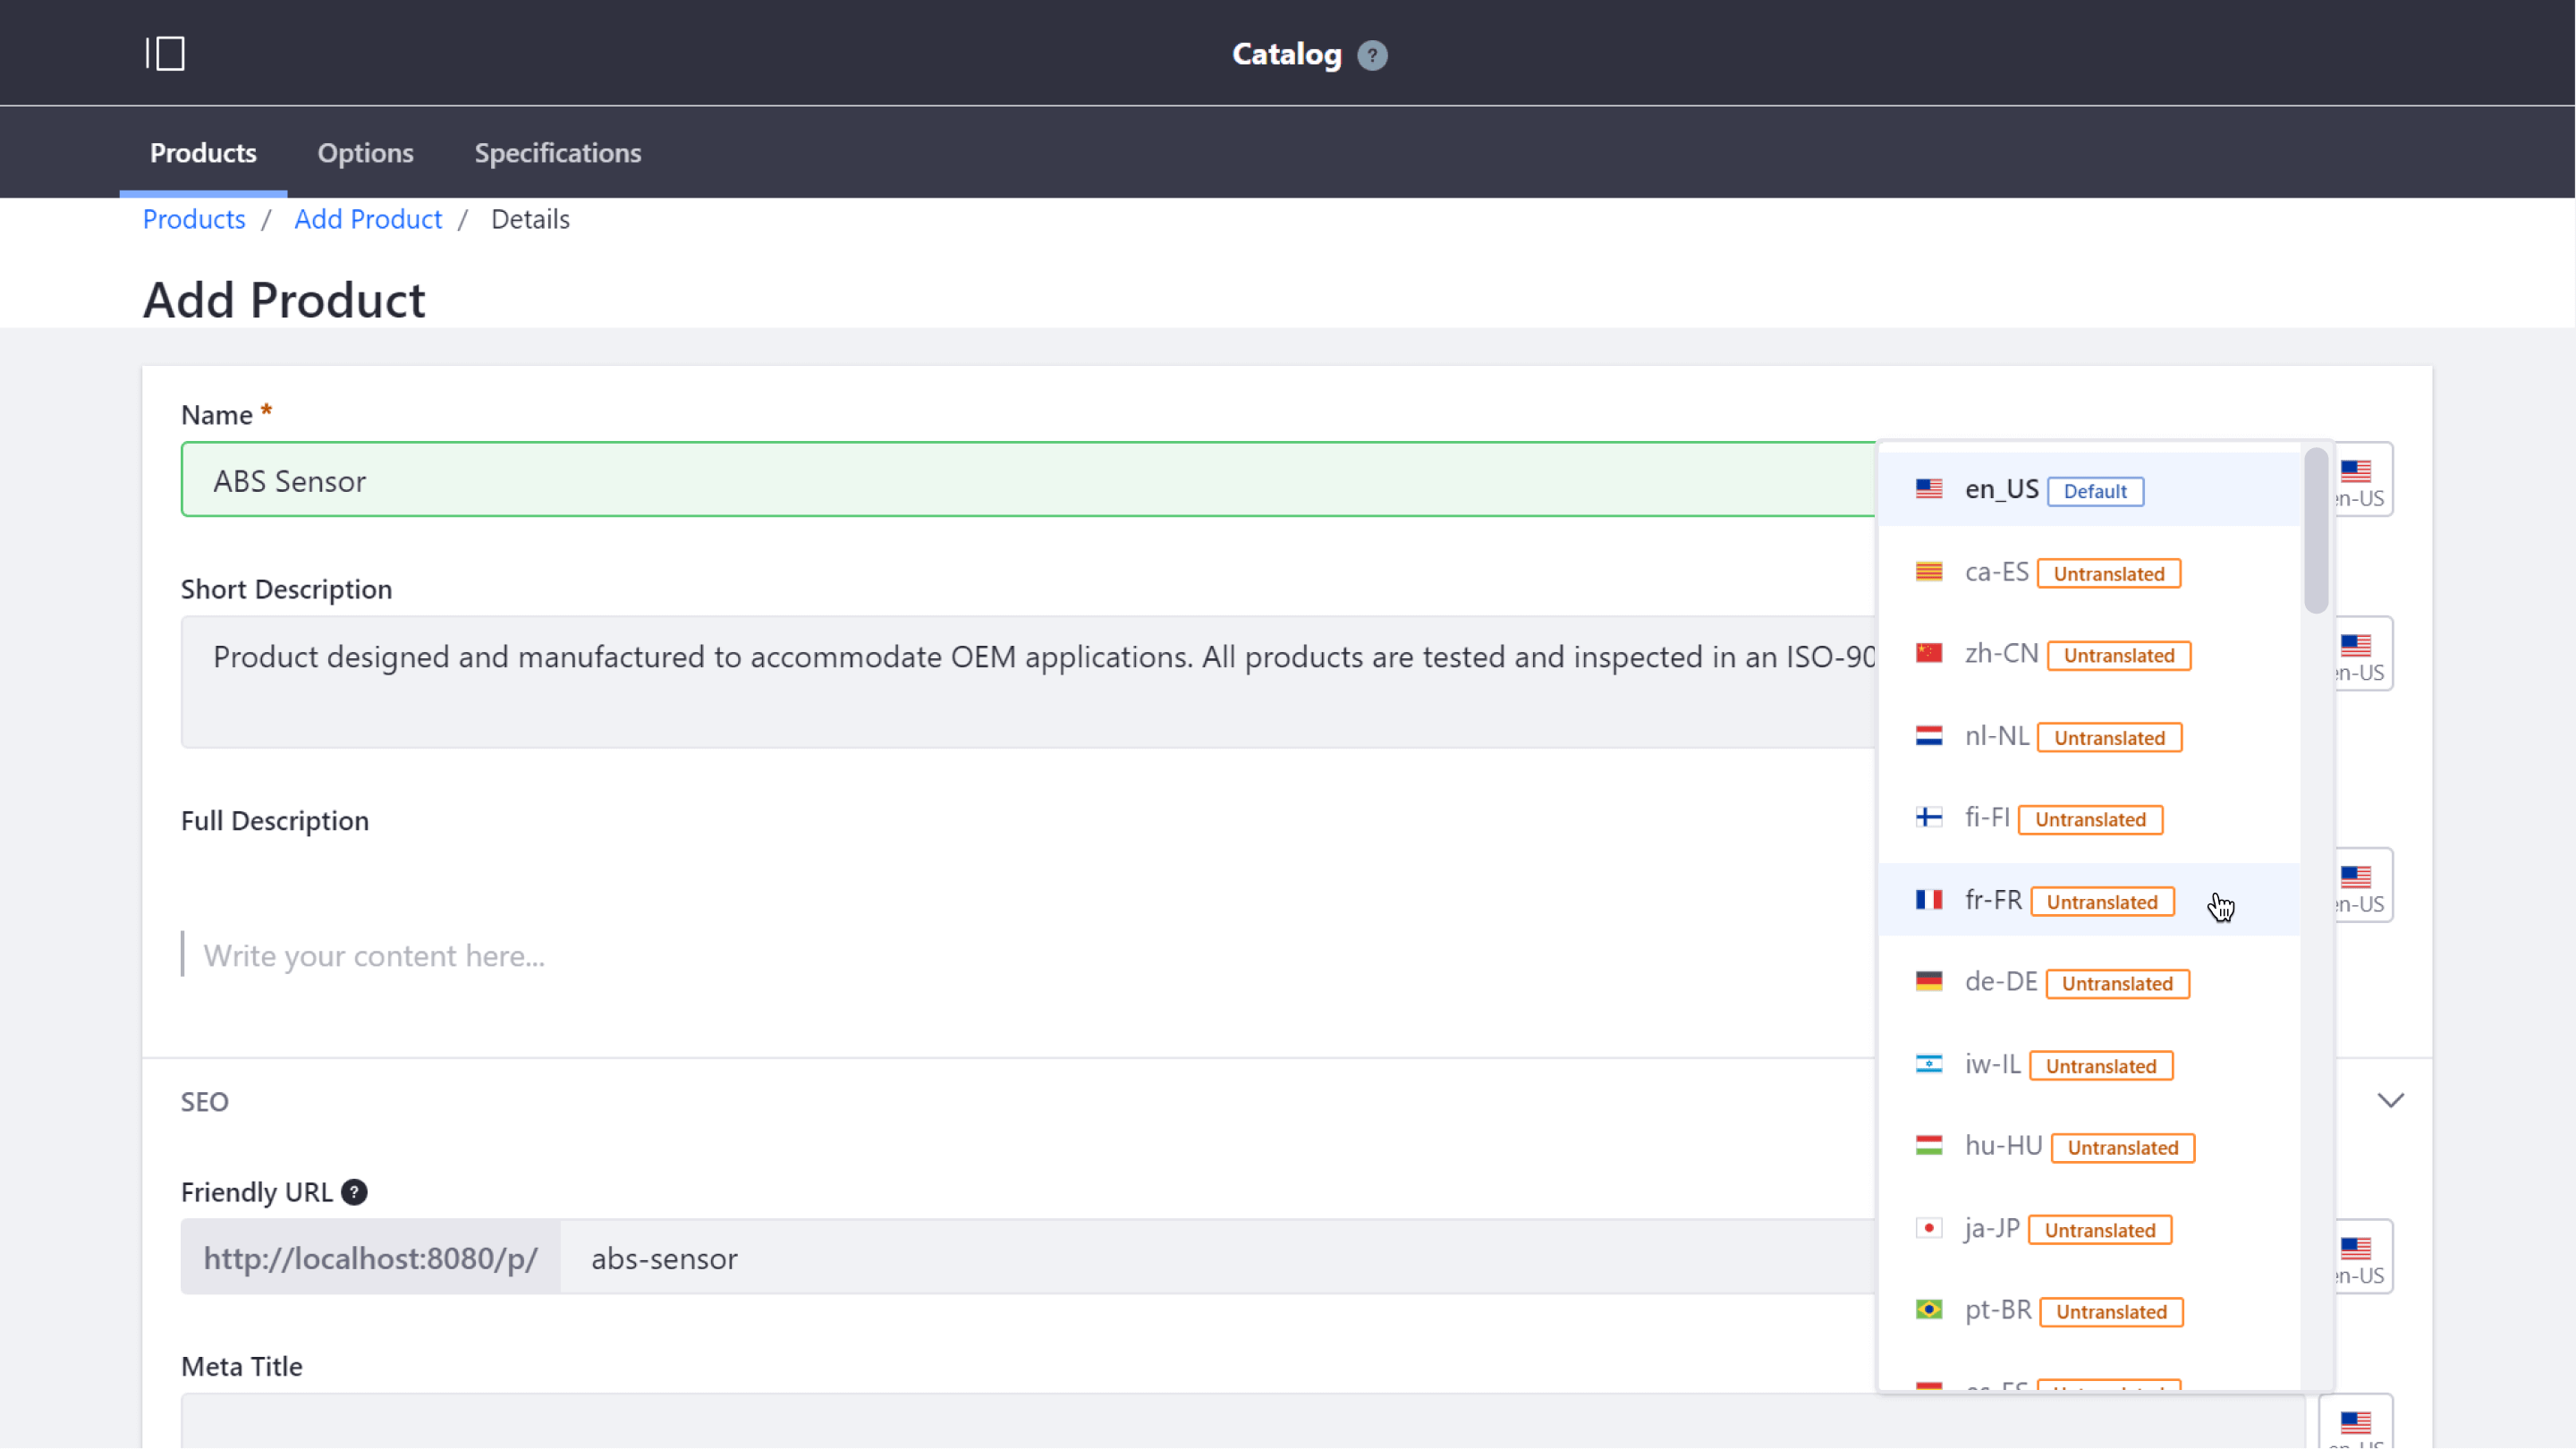 Catalog ?
Products Options Specifications
Products / Add Product / Details
Add Product
Name *
ABS Sensor
en-US
Short Description
Product designed and manufactured to accommodate OEM applications. All products are tested and inspected in an ISO-90
en-US
Full Description
en-US
Write your content here...
SEO
Friendly URL ?
http://localhost:8080/p/ abs-sensor
en-US
Meta Title
en_US Default
ca-ES Untranslated
zh-CN Untranslated
nl-NL Untranslated
fi-FI Untranslated
fr-FR Untranslated
de-DE Untranslated
iw-IL Untranslated
hu-HU Untranslated
ja-JP Untranslated
pt-BR Untranslated